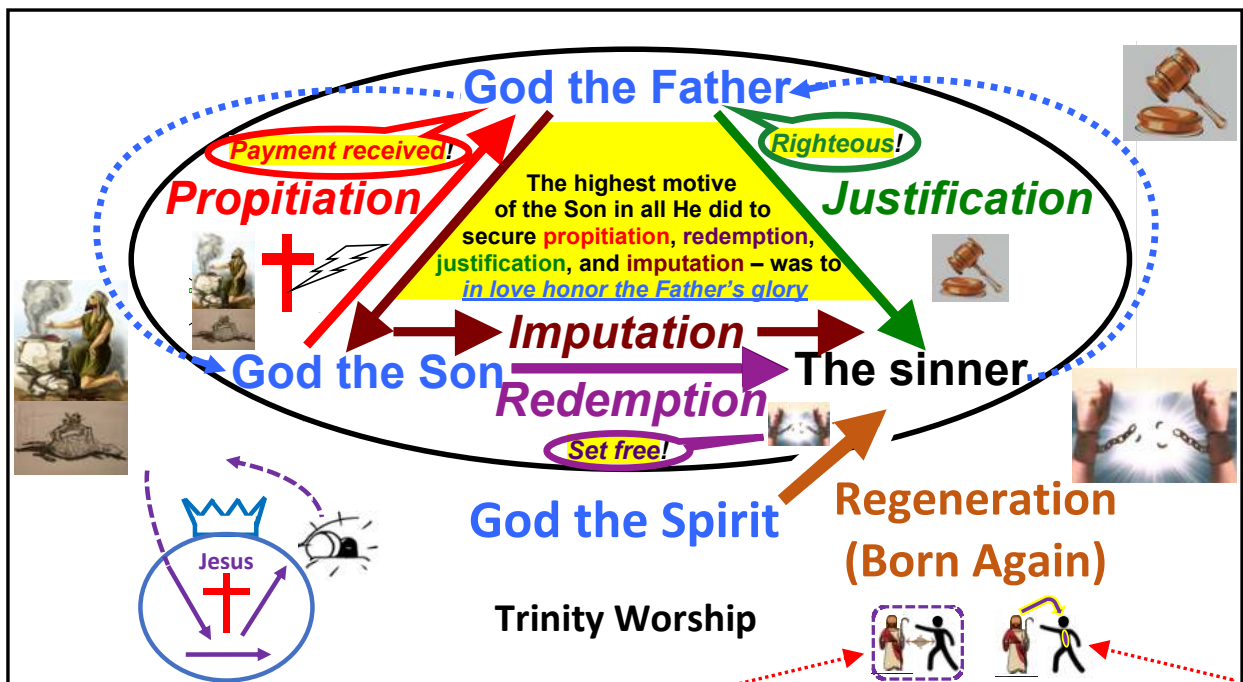 God the Father
Payment received!
Righteous!
Propitiation
Justification
The highest motive
of the Son in all He did to
secure propitiation, redemption,
justification, and imputation – was to
in love honor the Father's glory
Imputation
God the Son
The sinner
Redemption
Set free!
God the Spirit
Regeneration
(Born Again)
Jesus
Trinity Worship